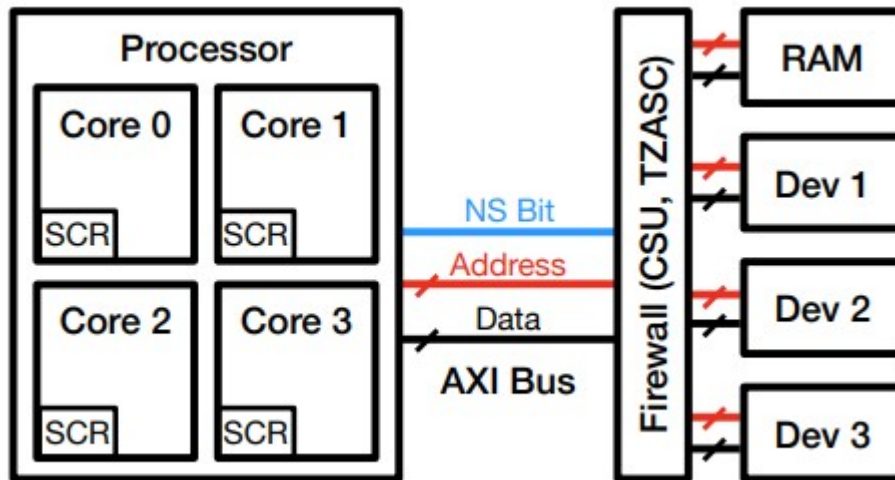 Processor
Core 0
SCR
Core 1
SCR
Core 2
SCR
Core 3
SCR
NS Bit
Address
Data
AXI Bus
Firewall (CSU, TZASC)
RAM
Dev 1
Dev 2
Dev 3